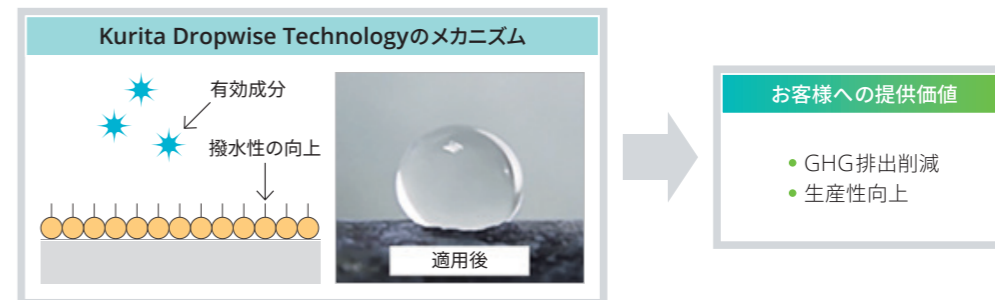 Kurita Dropwise Technologyのメカニズム
有効成分
撥水性の向上
適用後
お客様への提供価値
• GHG排出削減
• 生産性向上